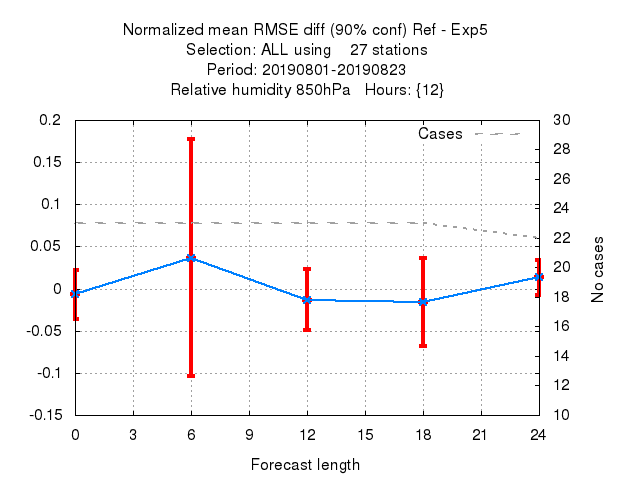 Normalized mean RMSE diff (90% conf) Ref - Exp5
Selection: ALL using 27 stations
Period: 20190801-20190823
Relative humidity 850hPa Hours: {12}
Cases
0.2
0.15
0.1
0.05
0
-0.05
-0.1
-0.15
30
28
26
24
22
20
18
16
14
12
10
No cases
0 3 6 9 12 15 18 21 24
Forecast length